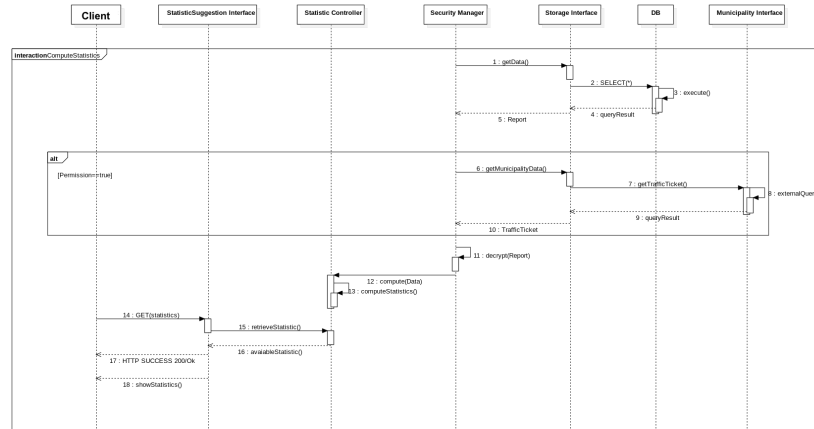 Client
StatisticSuggestion Interface
Statistic Controller
Security Manager
Storage Interface
DB
Municipality Interface
interactionComputeStatistics
1 : getData()
2 : SELECT(*)
3 : execute()
4 : queryResult
5 : Report
alt
[Permission==true]
6 : getMunicipalityData()
7 : getTrafficTicket()
8 : externalQuer
9 : queryResult
10 : TrafficTicket
11 : decrypt(Report)
12 : compute(Data)
13 : computeStatistics()
14 : GET(statistics)
15 : retrieveStatistic()
16 : avaiableStatistic()
17 : HTTP SUCCESS 200/Ok
18 : showStatistics()